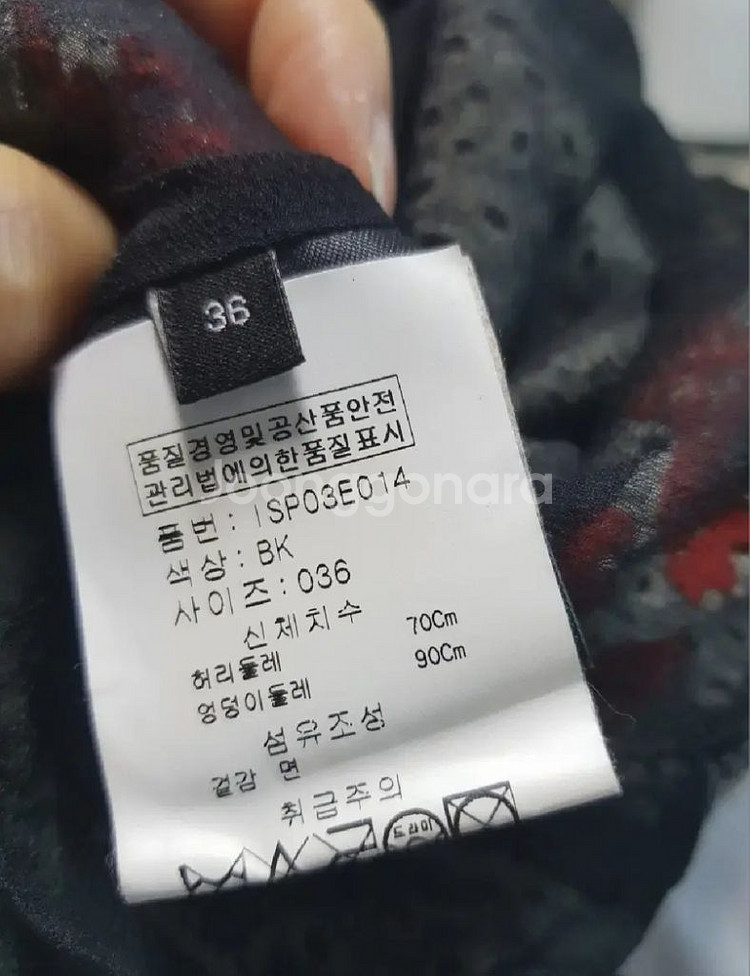 36
품질경영및공산품안전
관리법에의한품질표시
Joonggonara
품번: ISP03E014
색상: BK
사이즈: 036
신체치수
허리둘레 70Cm
엉덩이둘레 90Cm
섬유조성
겉감 면
취급주의
드라이